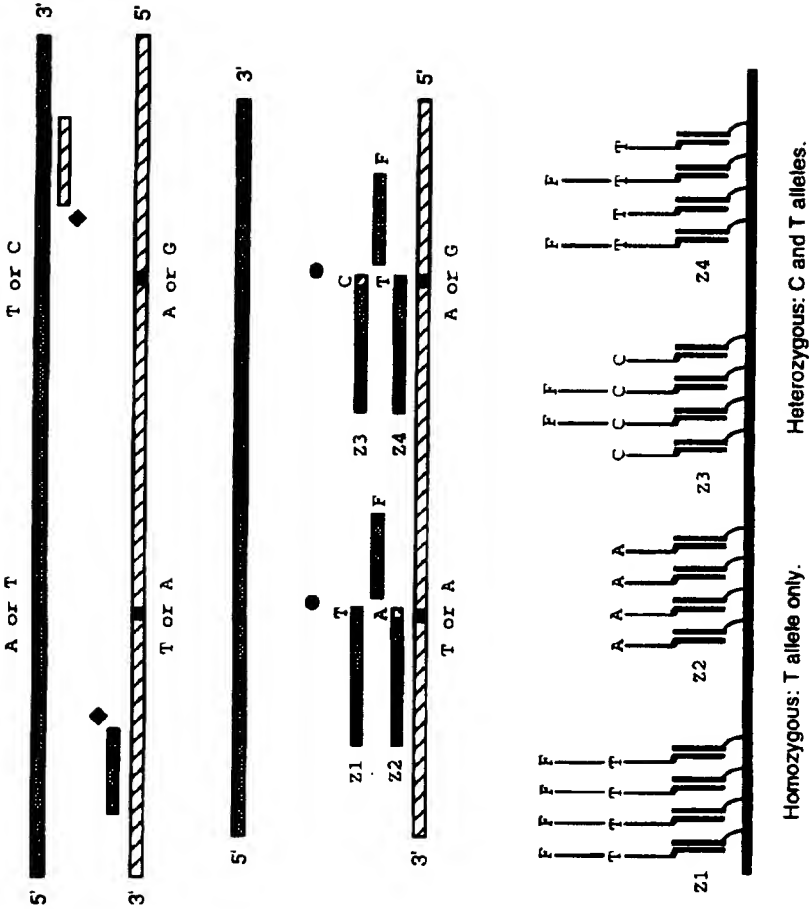 A or T T or C
5' 3'
3' 5'
T or A A or G
5' 3'
T C
Z1 Z3
F F
A T
Z2 Z4
3' 5'
T or A A or G
F F F F F F F F
T T T T A A A A C C C C T T T T
Z1 Z2 Z3 Z4
Homozygous: T allele only. Heterozygous: C and T alleles.